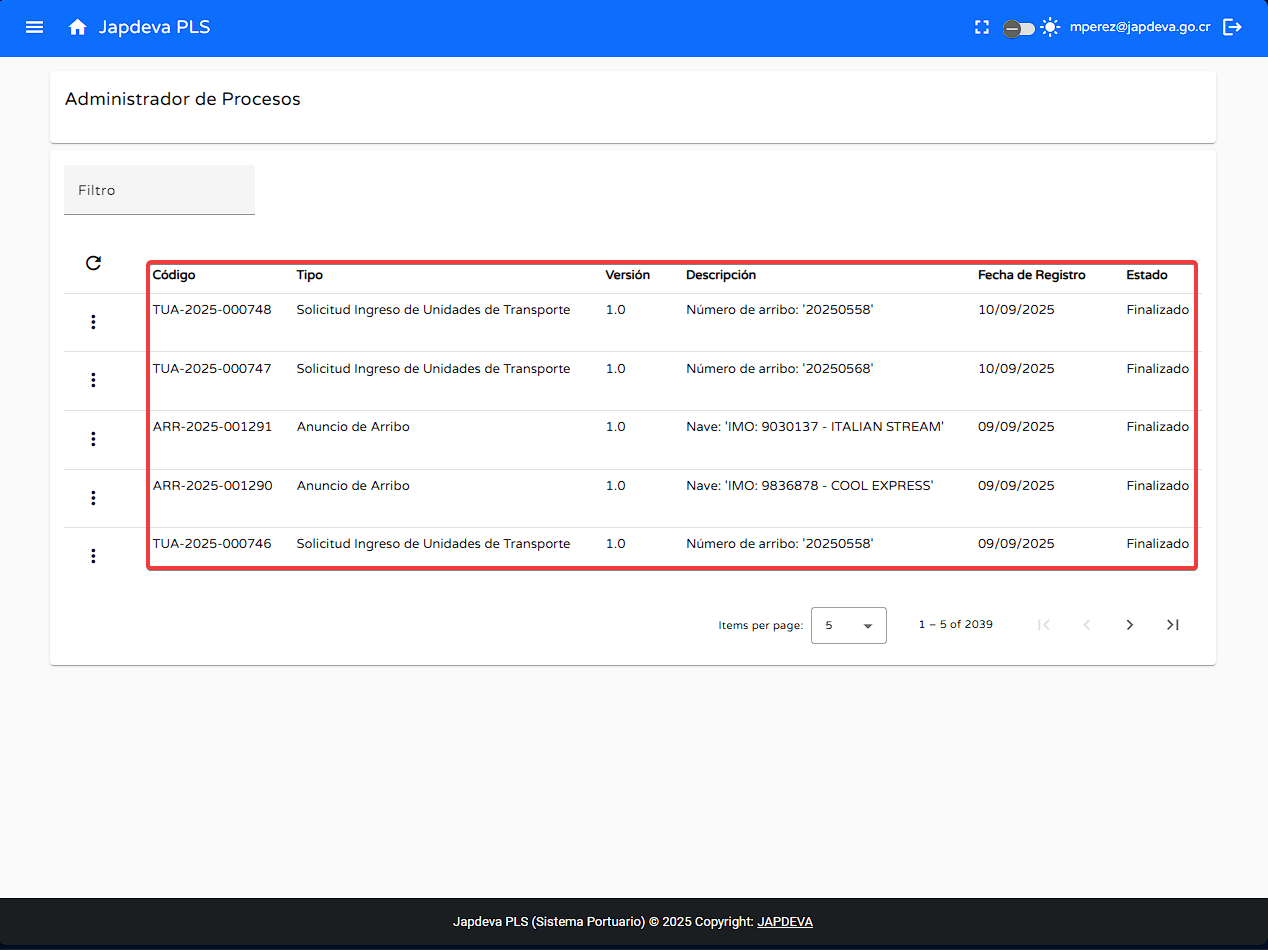 Japdeva PLS
mperez@japdeva.go.cr
Administrador de Procesos
Filtro
Código Tipo Versión Descripción Fecha de Registro Estado
TUA-2025-000748 Solicitud Ingreso de Unidades de Transporte 1.0 Número de arribo: '20250558' 10/09/2025 Finalizado
TUA-2025-000747 Solicitud Ingreso de Unidades de Transporte 1.0 Número de arribo: '20250568' 10/09/2025 Finalizado
ARR-2025-001291 Anuncio de Arribo 1.0 Nave: 'IMO: 9030137 - ITALIAN STREAM' 09/09/2025 Finalizado
ARR-2025-001290 Anuncio de Arribo 1.0 Nave: 'IMO: 9836878 - COOL EXPRESS' 09/09/2025 Finalizado
TUA-2025-000746 Solicitud Ingreso de Unidades de Transporte 1.0 Número de arribo: '20250558' 09/09/2025 Finalizado
Items per page: 5 1 – 5 of 2039
Japdeva PLS (Sistema Portuario) © 2025 Copyright: JAPDEVA